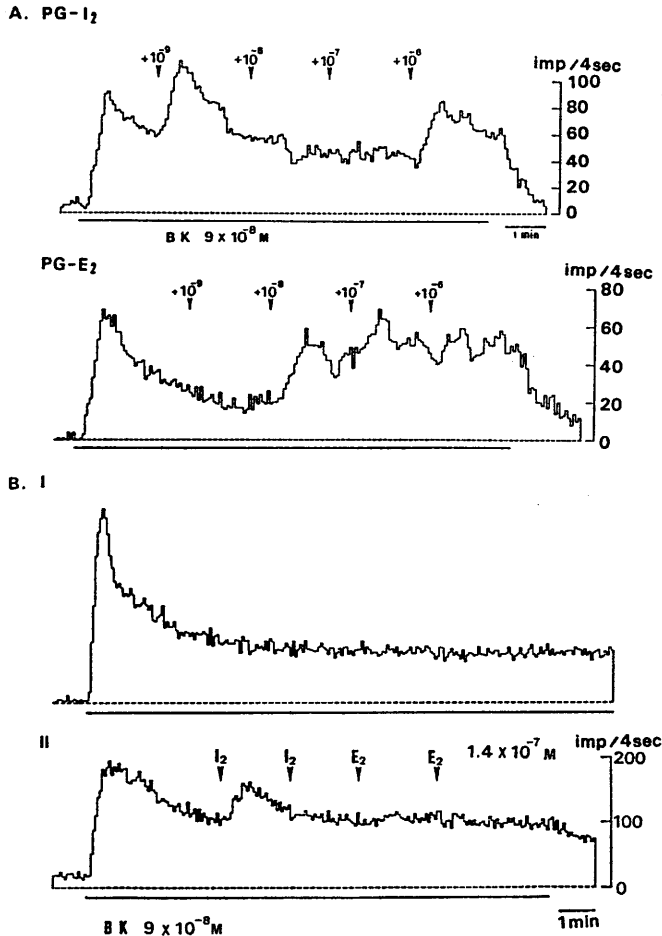 A. PG-I₂
+10⁻⁹ +10⁻⁸ +10⁻⁷ +10⁻⁶
imp/4sec
100
80
60
40
20
0
BK 9 x 10⁻⁸ M
1 min
PG-E₂
+10⁻⁹ +10⁻⁸ +10⁻⁷ +10⁻⁶
imp/4sec
80
60
40
20
0
B. I
II
I₂ I₂ E₂ E₂ 1.4 x 10⁻⁷ M
imp/4sec
200
100
0
BK 9 x 10⁻⁸ M
1min